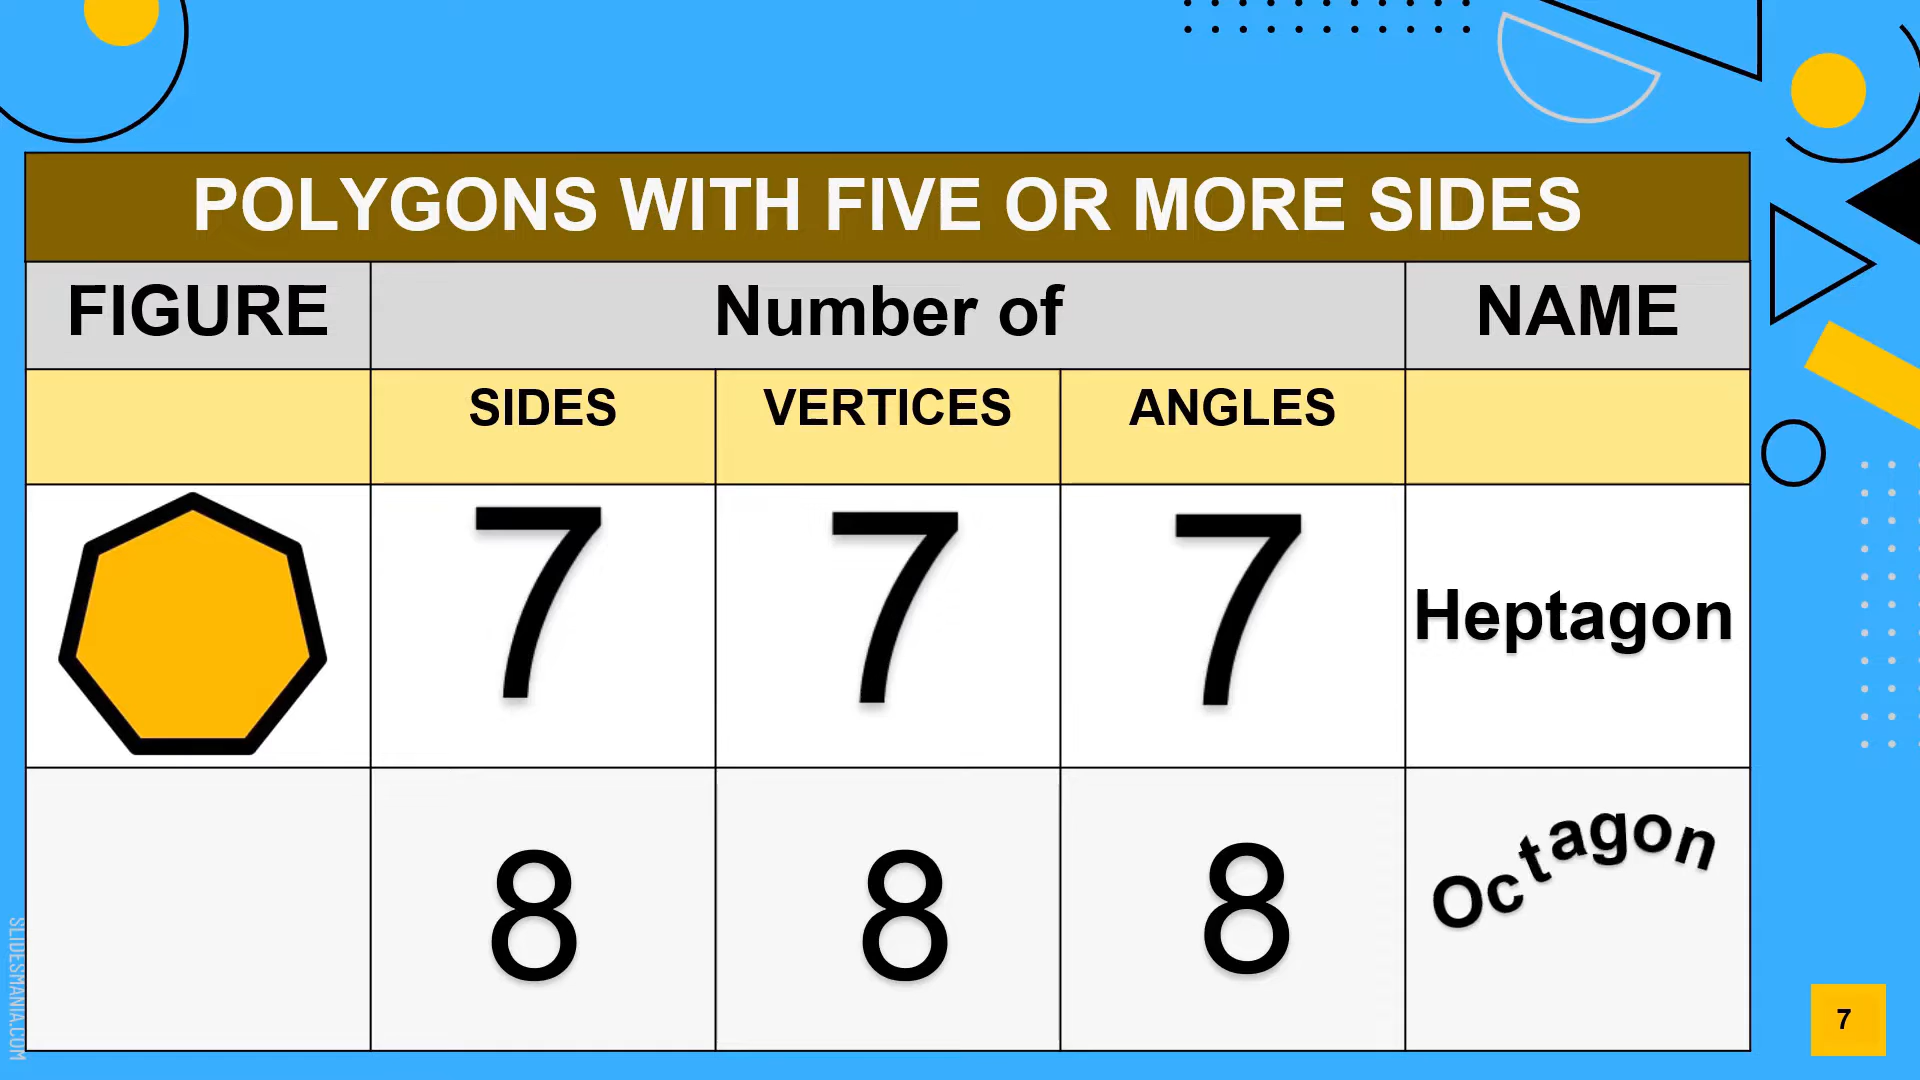 POLYGONS WITH FIVE OR MORE SIDES
FIGURE Number of NAME
SIDES VERTICES ANGLES
7 7 7 Heptagon
8 8 8 Octagon
SLIDESMANIA.COM
7